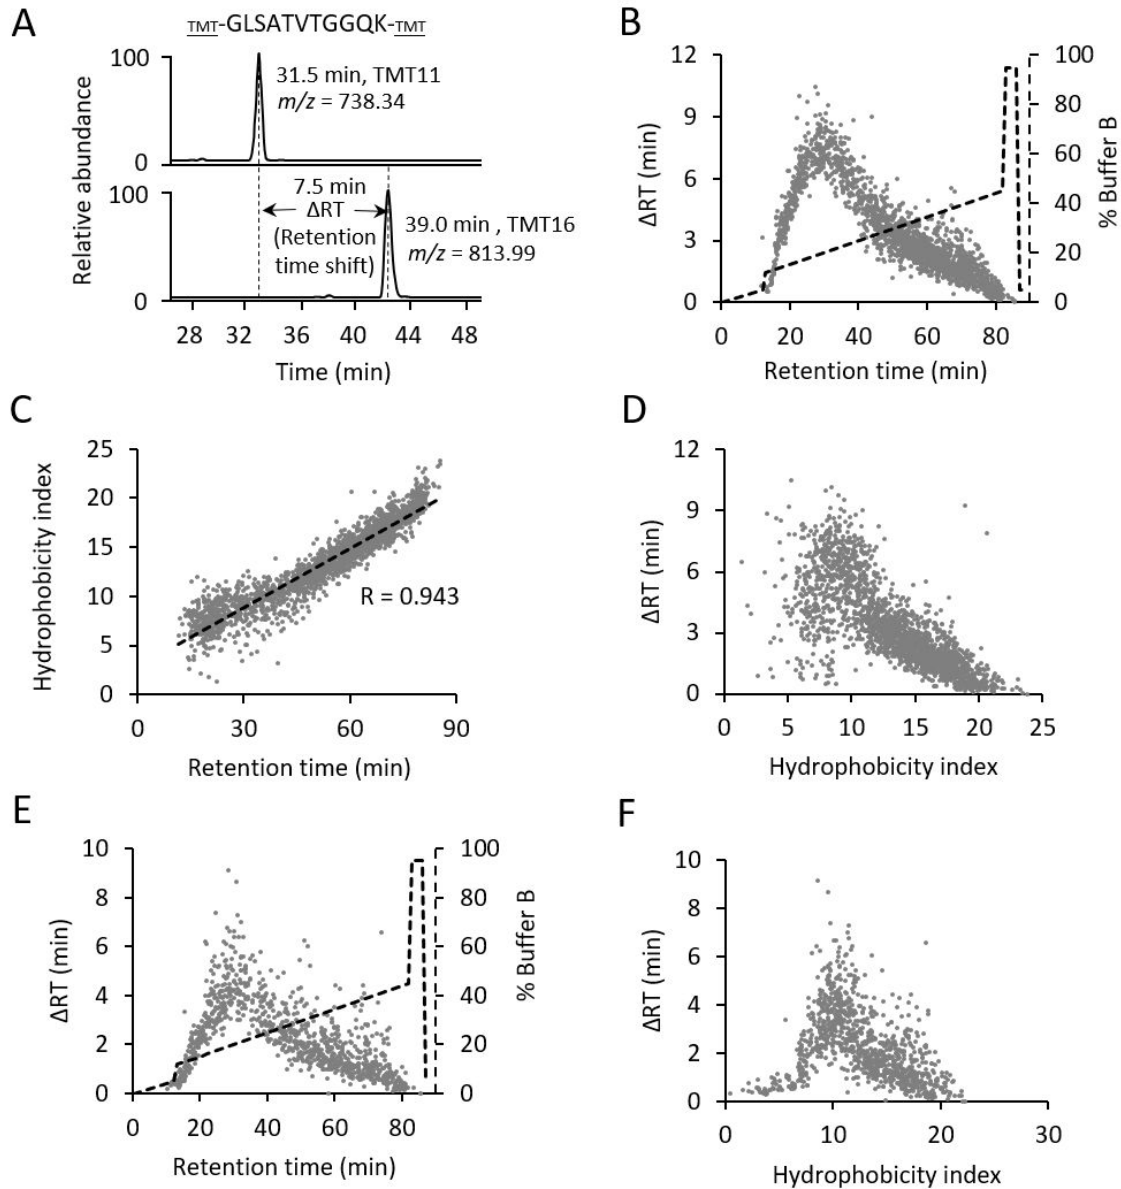 A
TMT-GLSATVTGGQK-TMT
Relative abundance
100
0
31.5 min, TMT11
m/z = 738.34
100
0
7.5 min
ΔRT
(Retention
time shift)
39.0 min , TMT16
m/z = 813.99
28 32 36 40 44 48
Time (min)
B
ΔRT (min)
12
9
6
3
0
100
80
60
40
20
0
% Buffer B
0 20 40 60 80
Retention time (min)
C
Hydrophobicity index
25
20
15
10
5
0
R = 0.943
0 30 60 90
Retention time (min)
D
ΔRT (min)
12
9
6
3
0
0 5 10 15 20 25
Hydrophobicity index
E
ΔRT (min)
10
8
6
4
2
0
100
80
60
40
20
0
% Buffer B
0 20 40 60 80
Retention time (min)
F
ΔRT (min)
10
8
6
4
2
0
0 10 20 30
Hydrophobicity index